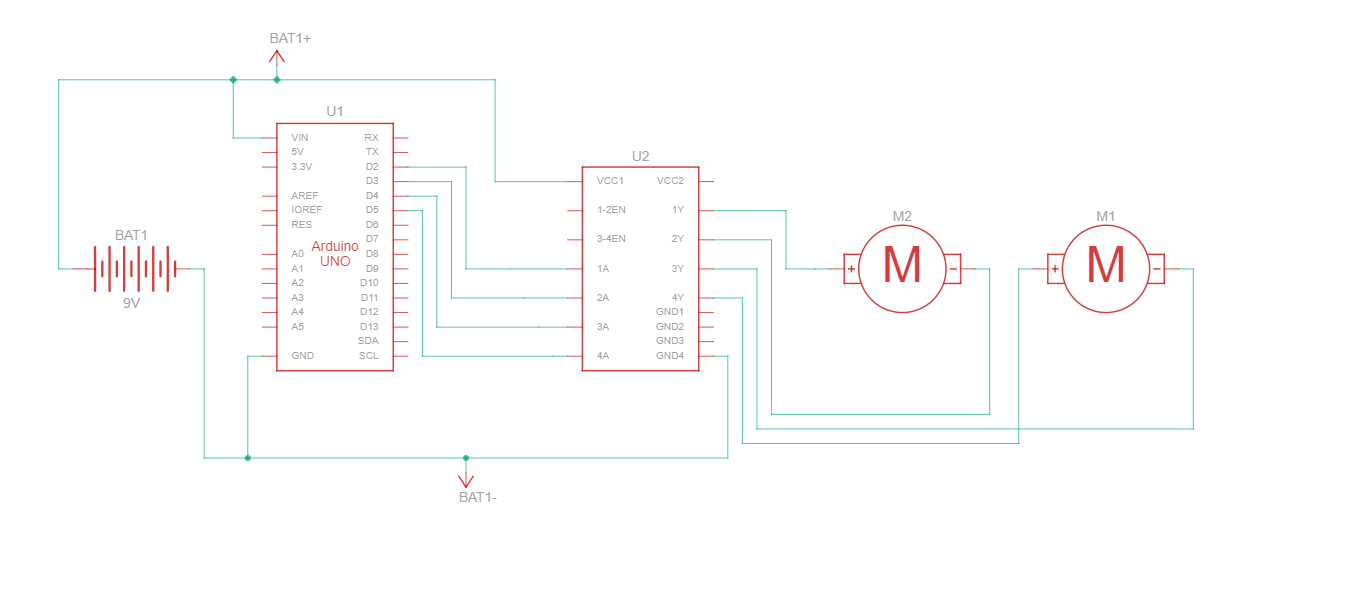 BAT1+
U1
VIN
5V
3.3V
AREF
IOREF
RES
A0
A1
A2
A3
A4
A5
GND
Arduino
UNO
RX
TX
D2
D3
D4
D5
D6
D7
D8
D9
D10
D11
D12
D13
SDA
SCL
BAT1
9V
U2
VCC1
1-2EN
3-4EN
1A
2A
3A
4A
VCC2
1Y
2Y
3Y
4Y
GND1
GND2
GND3
GND4
M2
+
M
-
M1
+
M
-
BAT1-